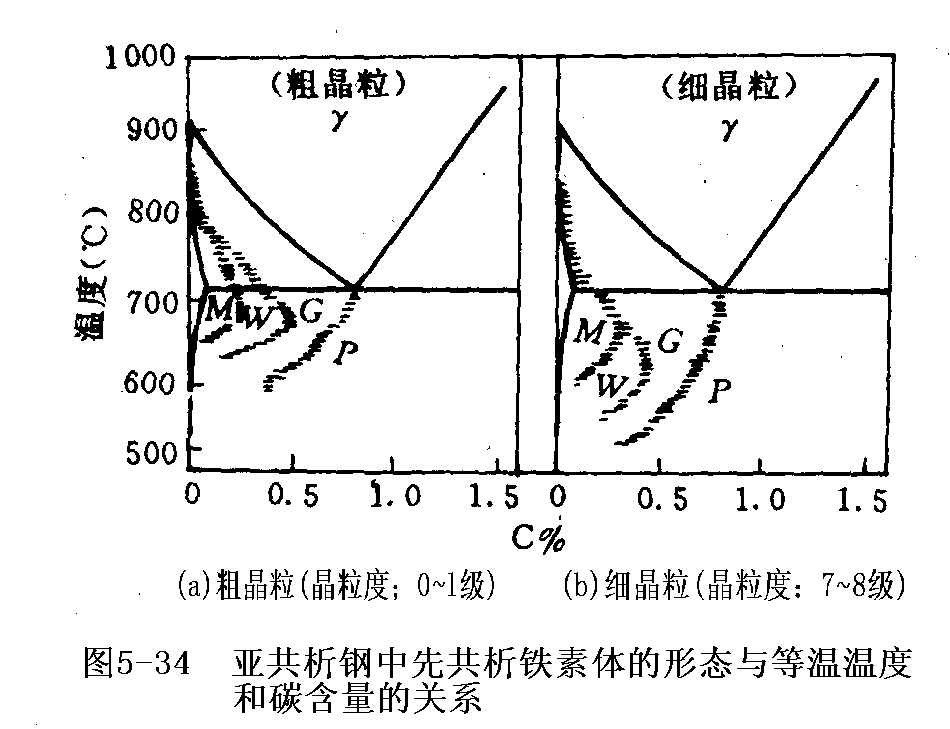 1000
900
800
700
600
500
温度(℃)
(粗晶粒)
γ
M
W
G
P
0
0.5
1.0
1.5
(细晶粒)
γ
M
W
G
P
0
0.5
1.0
1.5
C%
(a)粗晶粒(晶粒度; 0~1级)
(b)细晶粒(晶粒度: 7~8级)
图5-34 亚共析钢中先共析铁素体的形态与等温温度
和碳含量的关系